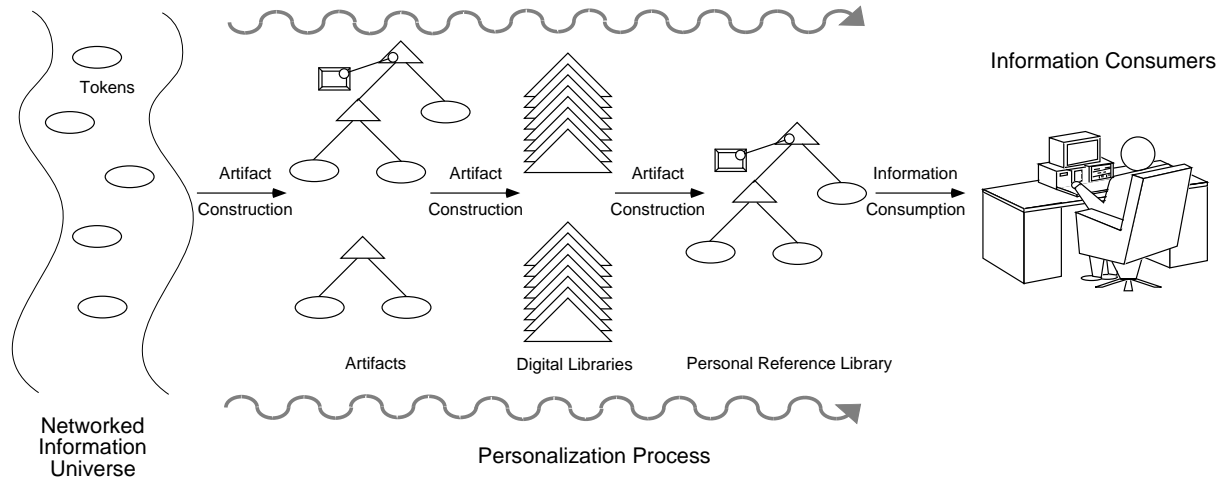 Tokens
Networked
Information
Universe
Artifact
Construction
Artifacts
Artifact
Construction
Digital Libraries
Artifact
Construction
Personal Reference Library
Information
Consumption
Information Consumers
Personalization Process